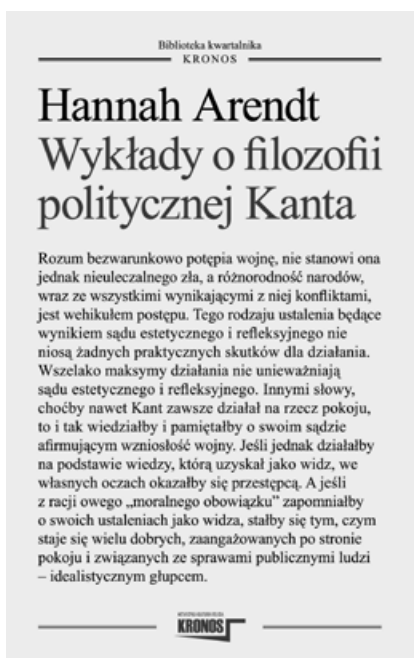 Biblioteka kwartalnika
KRONOS
Hannah Arendt
Wykłady o filozofii
politycznej Kanta
Rozum bezwarunkowo potępia wojnę, nie stanowi ona
jednak nieuleczalnego zła, a różnorodność narodów,
wraz ze wszystkimi wynikającymi z niej konfliktami,
jest wehikułem postępu. Tego rodzaju ustalenia będące
wynikiem sądu estetycznego i refleksyjnego nie
niosą żadnych praktycznych skutków dla działania.
Wszelako maksymy działania nie unieważniają
sądu estetycznego i refleksyjnego. Innymi słowy,
choćby nawet Kant zawsze działał na rzecz pokoju,
to i tak wiedziałby i pamiętałby o swoim sądzie
afirmującym wzniosłość wojny. Jeśli jednak działałby
na podstawie wiedzy, którą uzyskał jako widz, we
własnych oczach okazałby się przestępcą. A jeśli
z racji owego „moralnego obowiązku” zapomniałby
o swoich ustaleniach jako widza, stałby się tym, czym
staje się wielu dobrych, zaangażowanych po stronie
pokoju i związanych ze sprawami publicznymi ludzi
– idealistycznym głupcem.
KRONOS